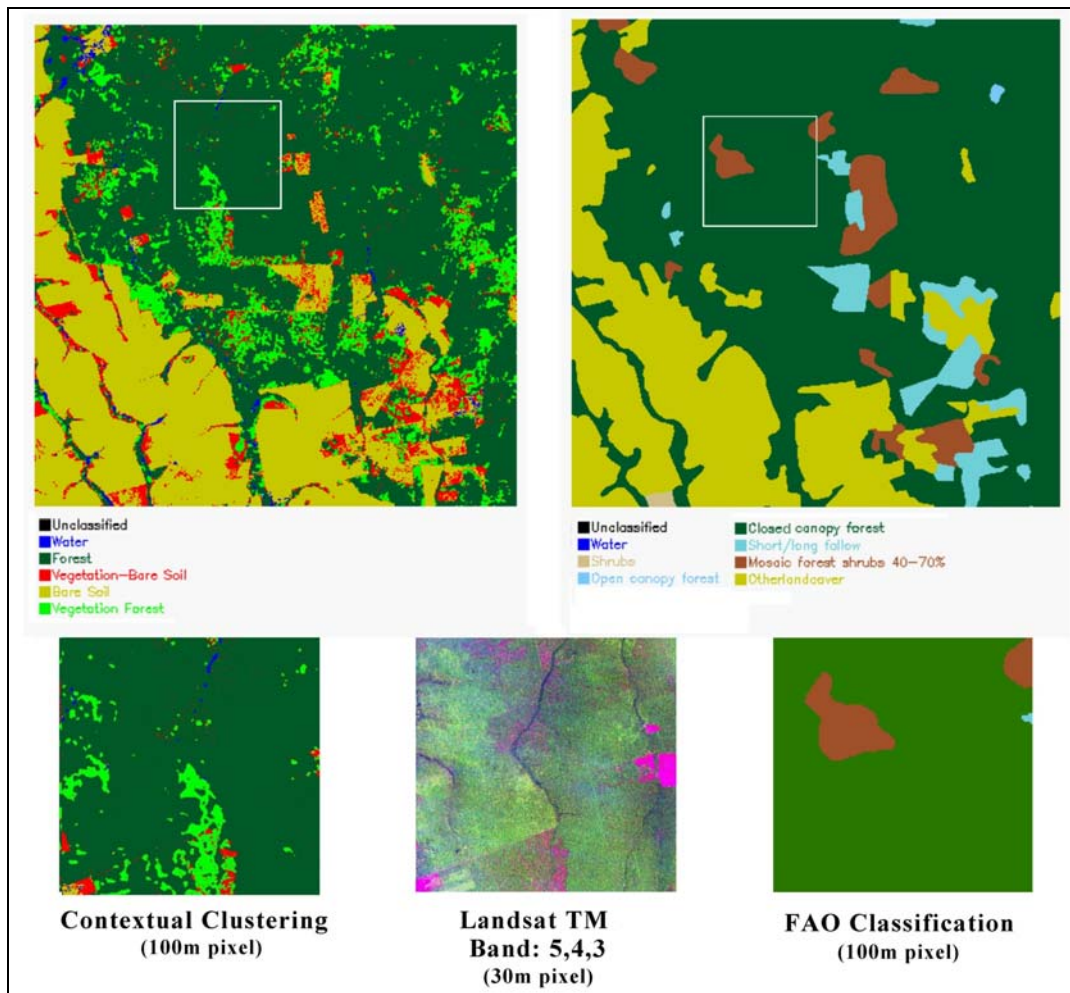 Unclassified
Water
Forest
Vegetation-Bare Soil
Bare Soil
Vegetation Forest
Unclassified
Water
Shrubs
Open canopy forest
Closed canopy forest
Short/long fallow
Mosaic forest shrubs 40-70%
Otherlandcover
Contextual Clustering
(100m pixel)
Landsat TM
Band: 5,4,3
(30m pixel)
FAO Classification
(100m pixel)